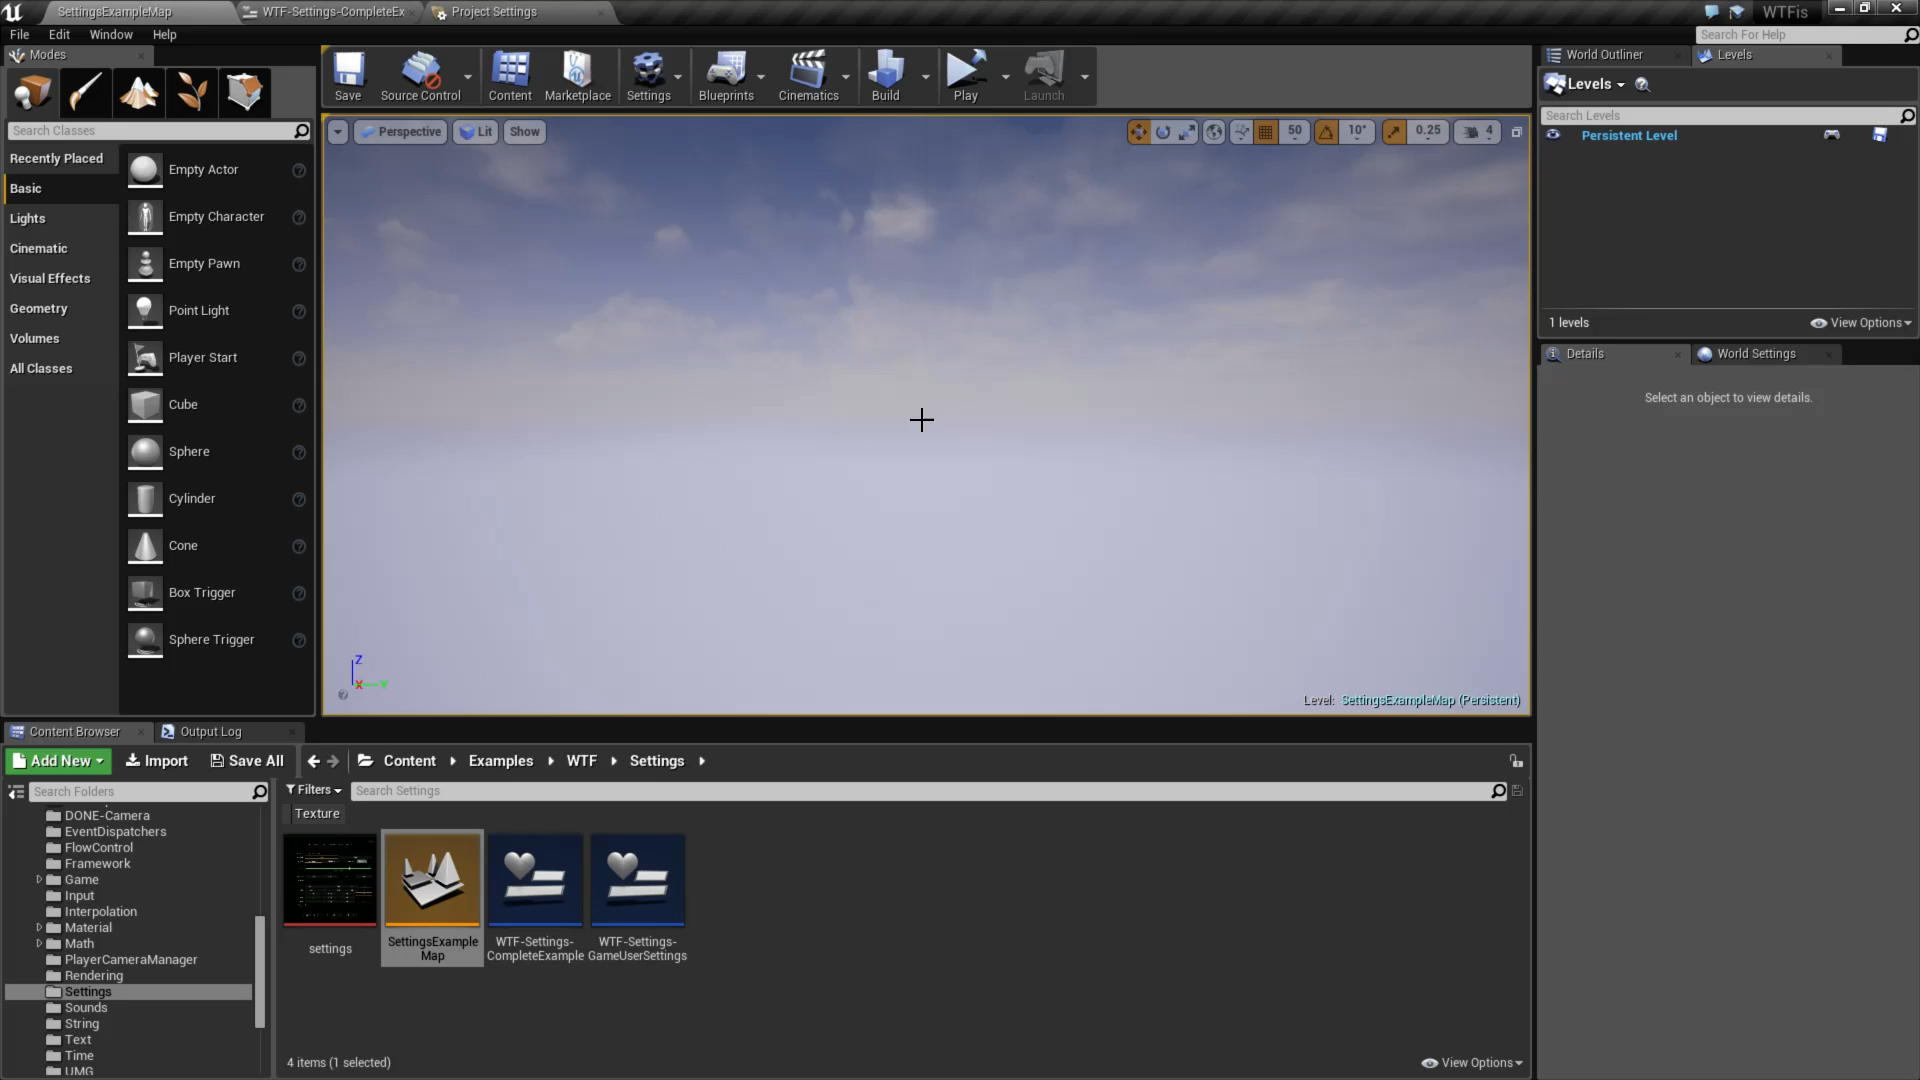 SettingsExampleMap
WTF-Settings-CompleteEx
Project Settings
WTFis
File Edit Window Help
Search For Help
Modes
Save
Source Control
Content
Marketplace
Settings
Blueprints
Cinematics
Build
Play
Launch
World Outliner
Levels
Levels
Search Levels
Persistent Level
1 levels
View Options
Search Classes
Recently Placed
Basic
Lights
Cinematic
Visual Effects
Geometry
Volumes
All Classes
Empty Actor
Empty Character
Empty Pawn
Point Light
Player Start
Cube
Sphere
Cylinder
Cone
Box Trigger
Sphere Trigger
Perspective
Lit
Show
50
10°
0.25
4
Z
X
Y
Level: SettingsExampleMap (Persistent)
Details
World Settings
Select an object to view details.
Content Browser
Output Log
Add New
Import
Save All
Content
Examples
WTF
Settings
Search Folders
Filters
Search Settings
Texture
DONE-Camera
EventDispatchers
FlowControl
Framework
Game
Input
Interpolation
Material
Math
PlayerCameraManager
Rendering
Settings
Sounds
String
Text
Time
UMG
settings
SettingsExample
Map
WTF-Settings-
CompleteExample
WTF-Settings-
GameUserSettings
4 items (1 selected)
View Options